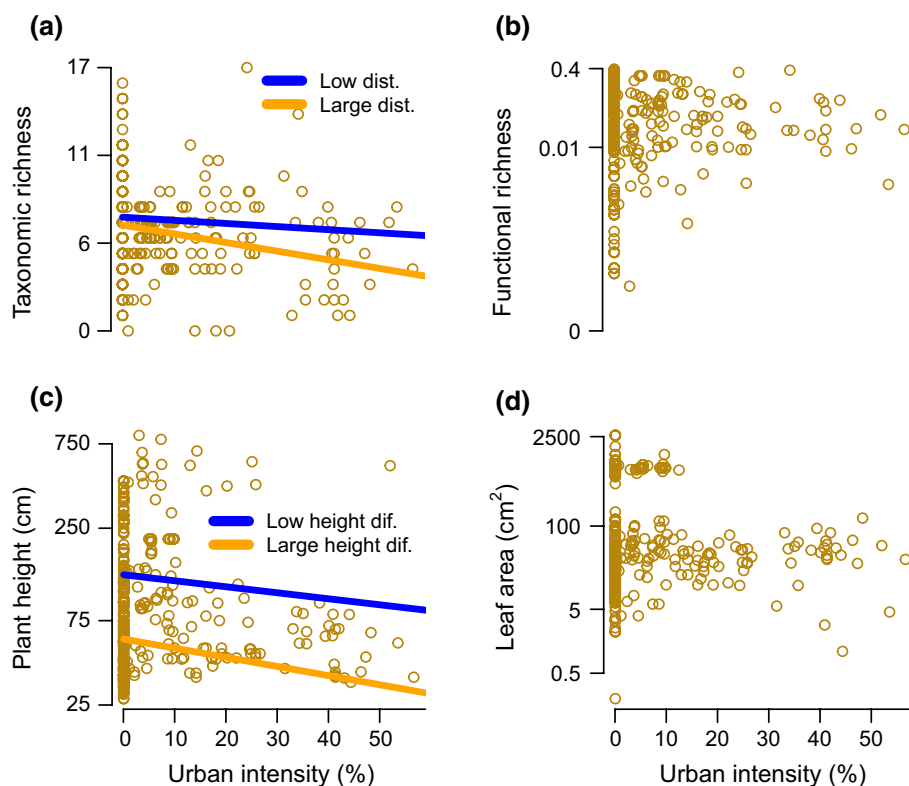 (a)
Taxonomic richness
17
11
6
0
Low dist.
Large dist.
(b)
Functional richness
0.4
0.01
0
(c)
Plant height (cm)
750
250
75
25
Low height dif.
Large height dif.
0 10 20 30 40 50
Urban intensity (%)
(d)
Leaf area (cm²)
2500
100
5
0.5
0 10 20 30 40 50
Urban intensity (%)